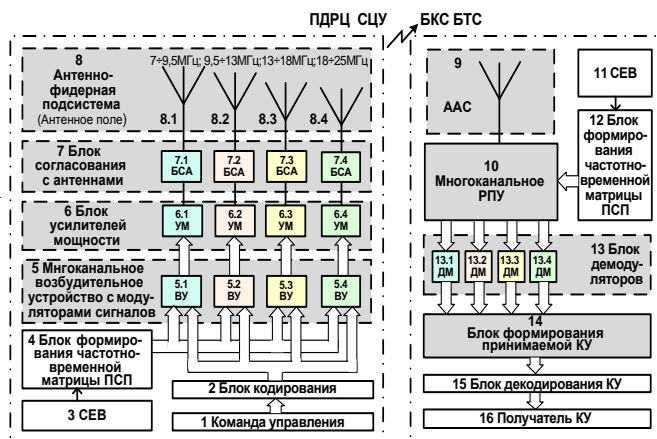 ПДРЦ СЦУ
БКС БТС
8
Антенно-
фидерная
подсистема
(Антенное поле)
7÷9,5МГц; 9,5÷13МГц; 13÷18МГц; 18÷25МГц
8.1 8.2 8.3 8.4
7 Блок
согласования
с антеннами
7.1 БСА
7.2 БСА
7.3 БСА
7.4 БСА
6 Блок
усилителей
мощности
6.1 УМ
6.2 УМ
6.3 УМ
6.4 УМ
5 Мнгоканальное
возбудительное
устройство с моду-
ляторами сигналов
5.1 ВУ
5.2 ВУ
5.3 ВУ
5.4 ВУ
4 Блок формиро-
вания частотно-
временной
матрицы ПСП
3 СЕВ
2 Блок кодирования
1 Команда управления
9
ААС
11 СЕВ
12 Блок
формиро-
вания
частотно-
временной
матрицы
ПСП
10
Многоканальное
РПУ
13.1 ДМ
13.2 ДМ
13.3 ДМ
13.4 ДМ
13 Блок
демоду-
ляторов
14
Блок формирования
принимаемой КУ
15 Блок декодирования КУ
16 Получатель КУ